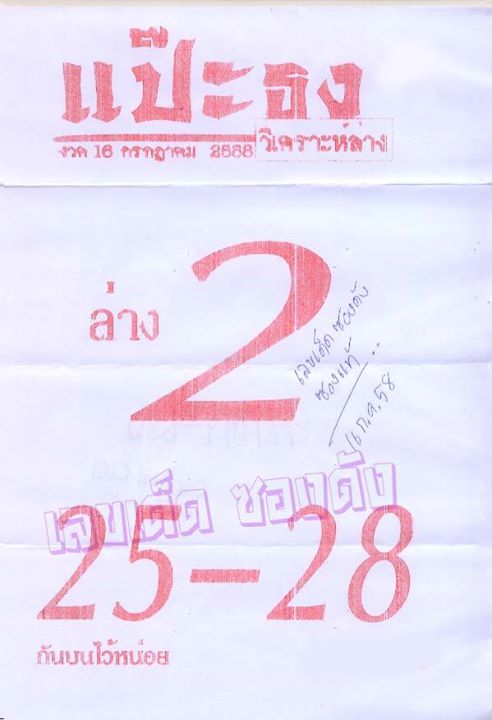 แป๊ะธง
งวด 16 กรกฎาคม 2558 วิเคราะห์ล่าง
ล่าง 2
เลขเด็ด ซองดัง
ซองแท้
16 ก.ค. 58
เลขเด็ด ซองดัง
25-28
กันบนไว้หน่อย